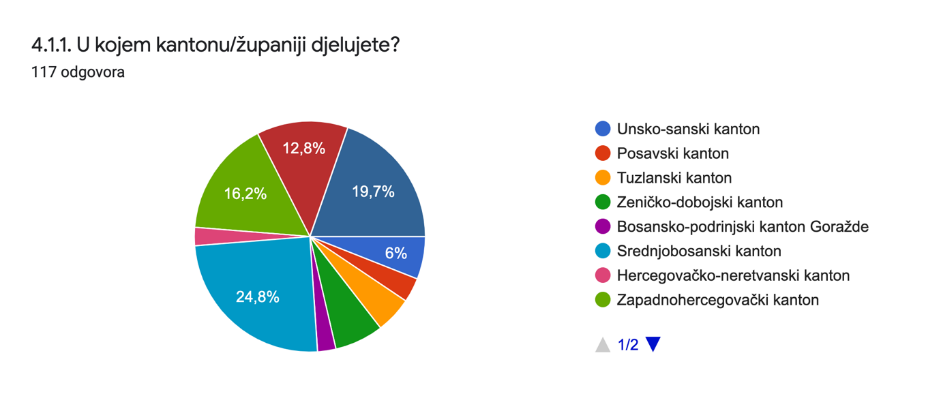 4.1.1. U kojem kantonu/županiji djelujete?
117 odgovora
12,8%
19,7%
16,2%
6%
24,8%
Unsko-sanski kanton
Posavski kanton
Tuzlanski kanton
Zeničko-dobojski kanton
Bosansko-podrinjski kanton Goražde
Srednjobosanski kanton
Hercegovačko-neretvanski kanton
Zapadnohercegovački kanton
1/2